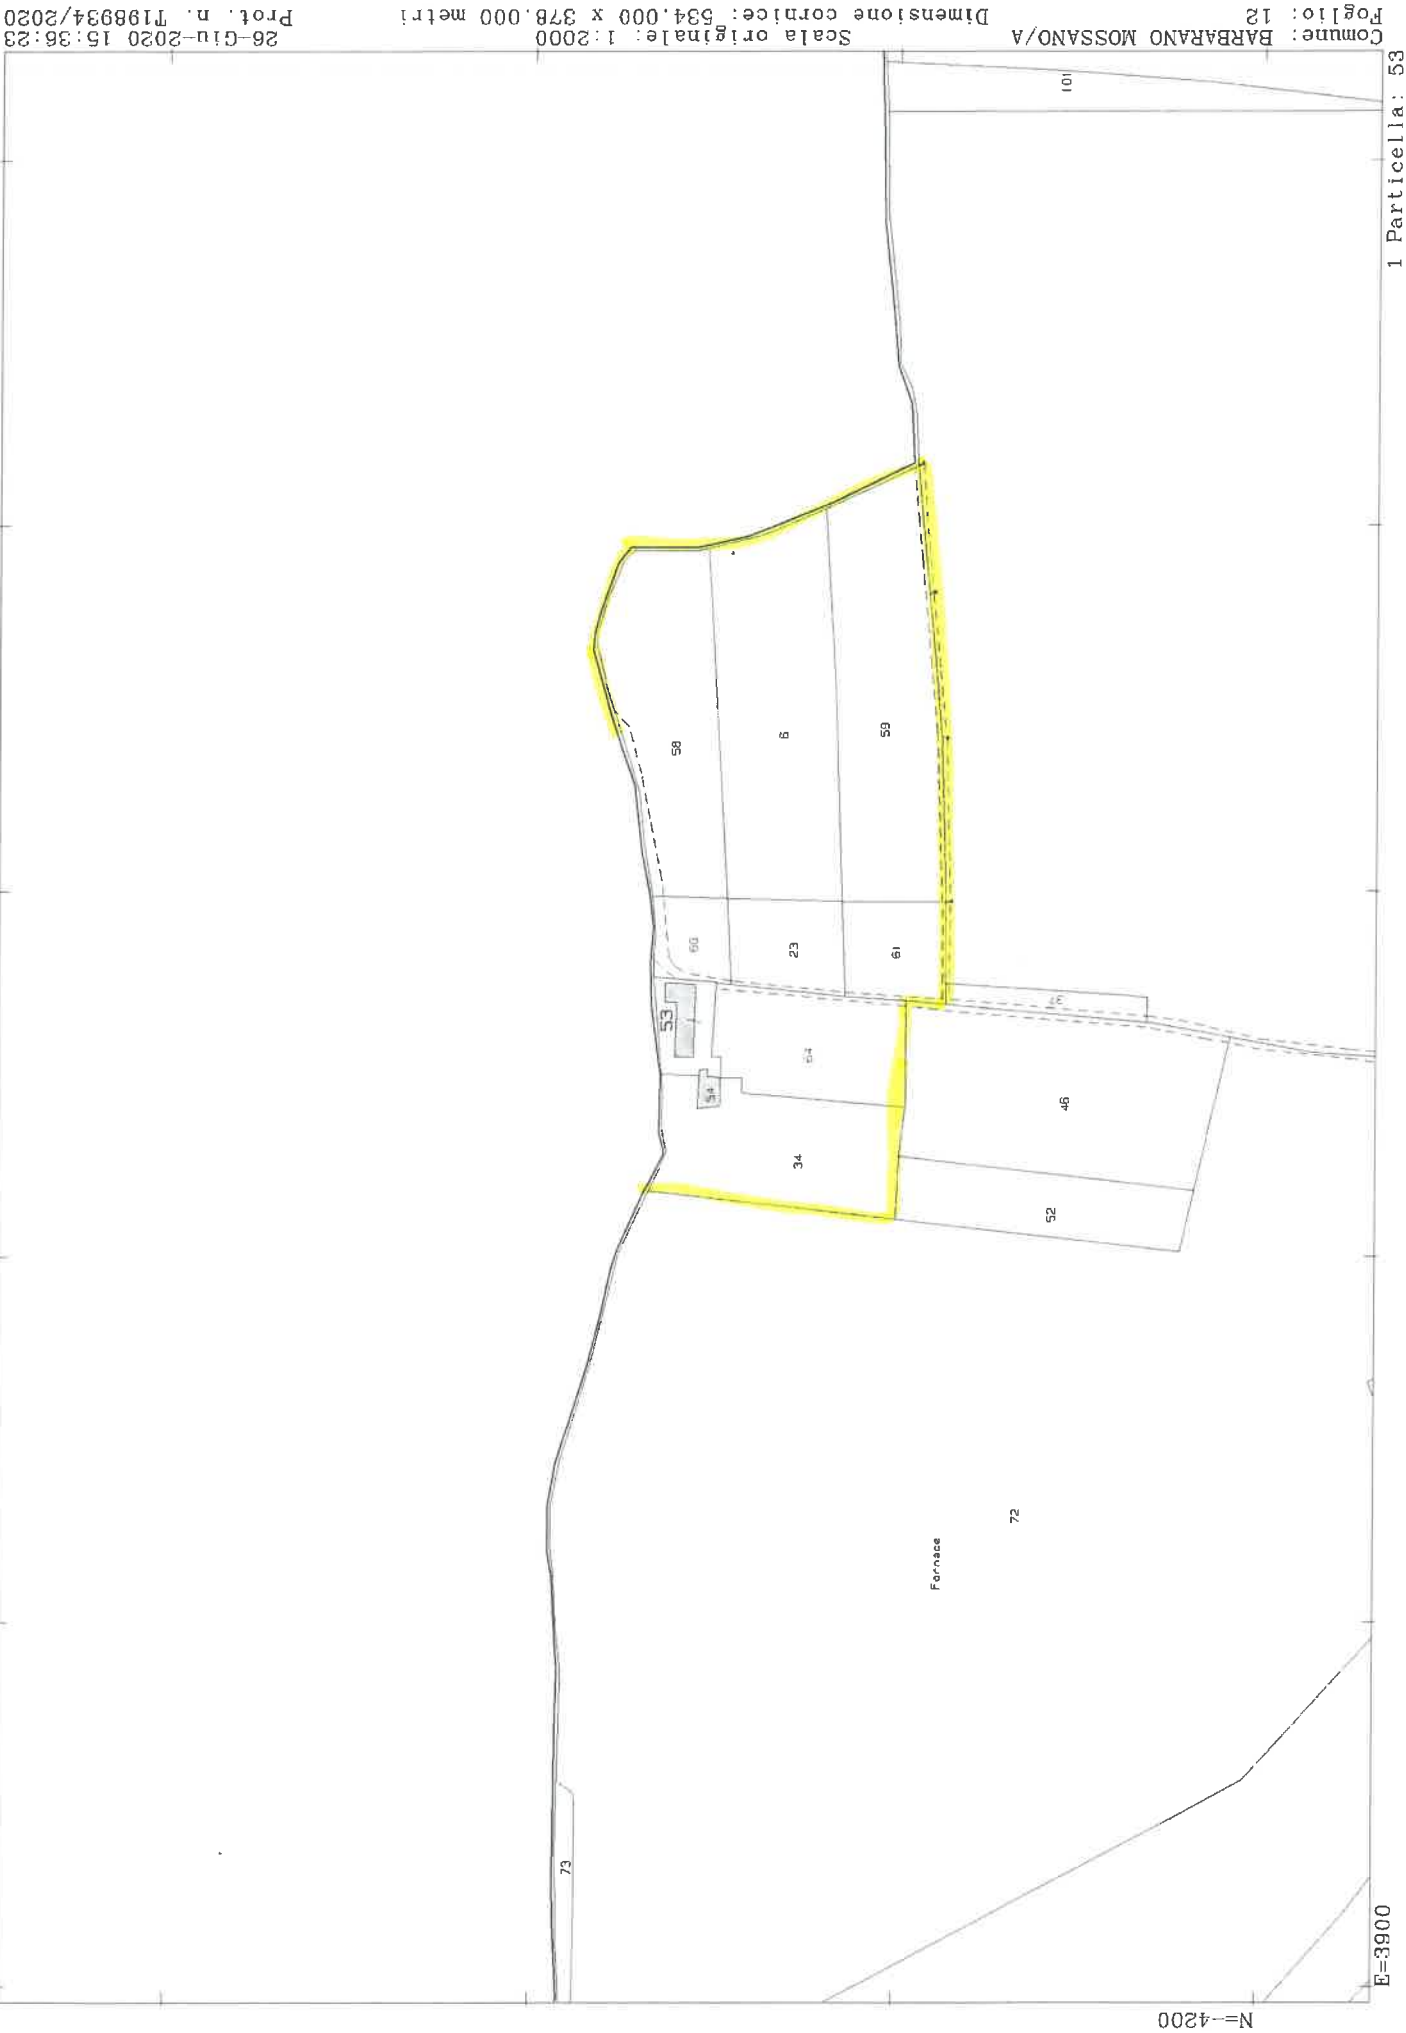 Comune: BARBARANO MOSSANO/A
Foglio: 12
Scala originale: 1:2000
Dimensione cornice: 534.000 x 378.000 metri
26-Giu-2020 15:36:23
Prot. n. T198934/2020
1 Particella: 53
101
58
6
59
60
23
61
37
53
54
64
46
34
52
72
Fornace
73
E=3900
N=-4200